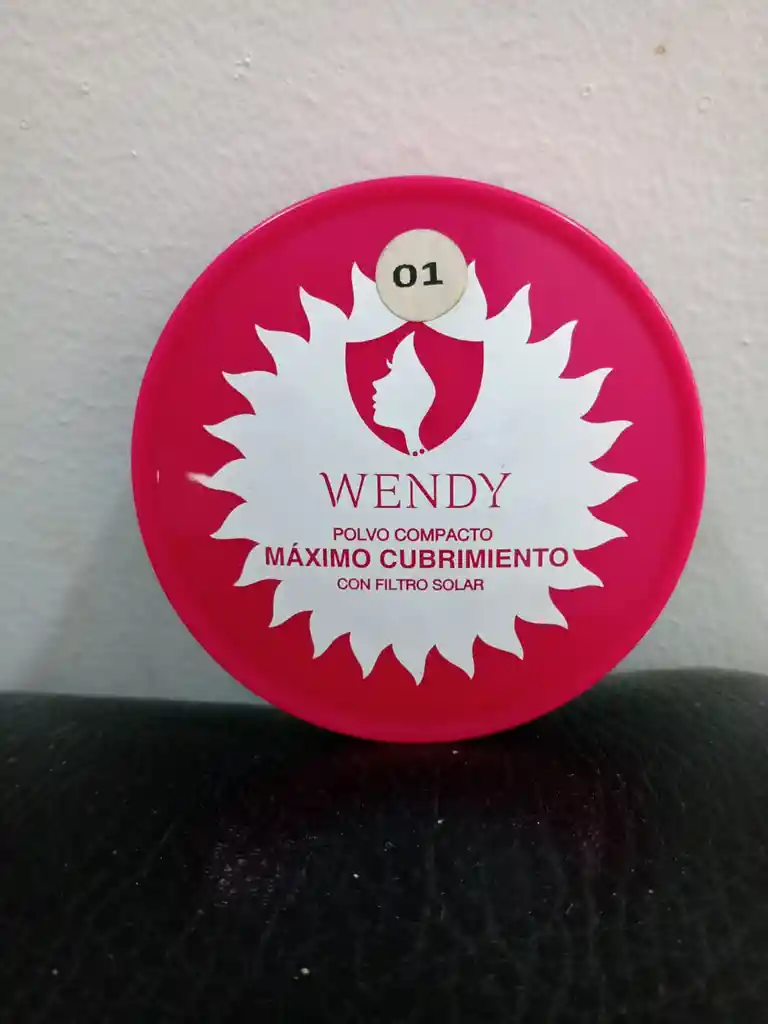 01
WENDY
POLVO COMPACTO
MÁXIMO CUBRIMIENTO
CON FILTRO SOLAR